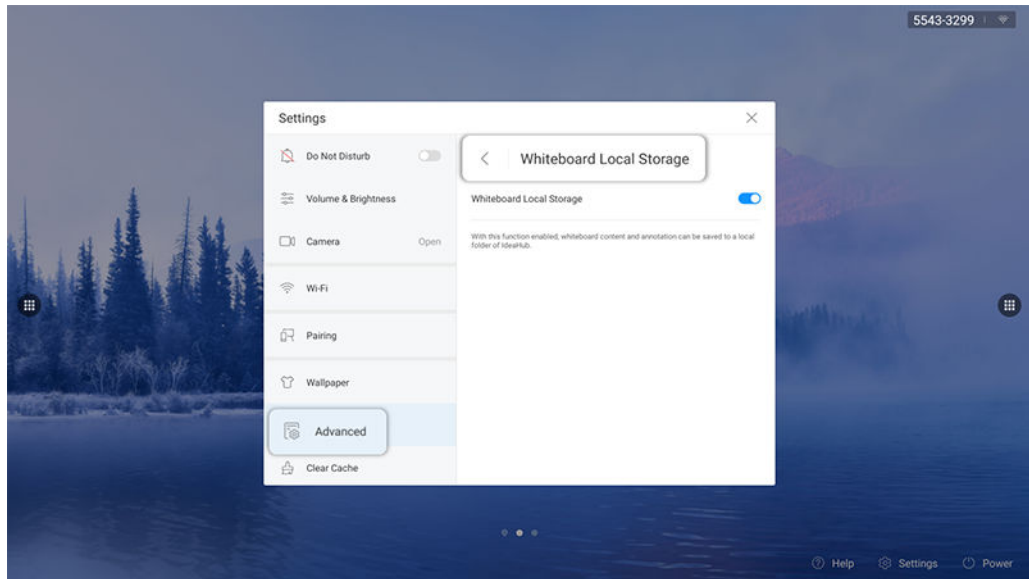 5543-3299
Settings
Do Not Disturb
Volume & Brightness
Camera Open
Wi-Fi
Pairing
Wallpaper
Advanced
Clear Cache
Whiteboard Local Storage
Whiteboard Local Storage
With this function enabled, whiteboard content and annotation can be saved to a local
folder of IdeaHub.
Help Settings Power